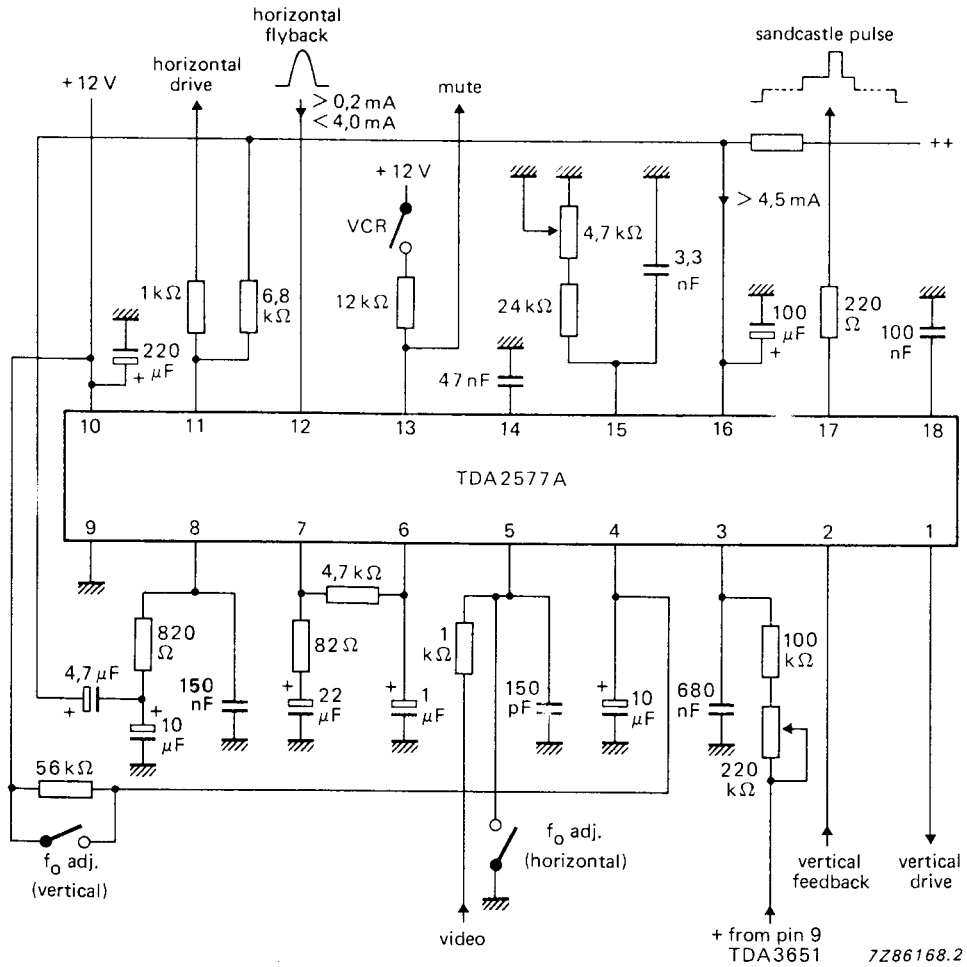 horizontal
flyback
sandcastle pulse
horizontal
drive
+ 12 V
> 0,2 mA
< 4,0 mA
mute
++
+ 12 V
> 4,5 mA
VCR
4,7 kΩ
3,3
nF
1 kΩ
6,8
kΩ
12 kΩ
24 kΩ
100
µF
+
220
Ω
100
nF
220
µF
+
47 nF
10
11
12
13
14
15
16
17
18
TDA2577A
9
8
7
6
5
4
3
2
1
4,7 kΩ
820
Ω
82 Ω
1
kΩ
100
kΩ
4,7 µF
+
+
10
µF
150
nF
+
22
µF
+
1
µF
150
pF
+
10
µF
680
nF
220
kΩ
56 kΩ
fo adj.
(vertical)
fo adj.
(horizontal)
vertical
feedback
vertical
drive
video
+ from pin 9
TDA3651
7Z86168.2